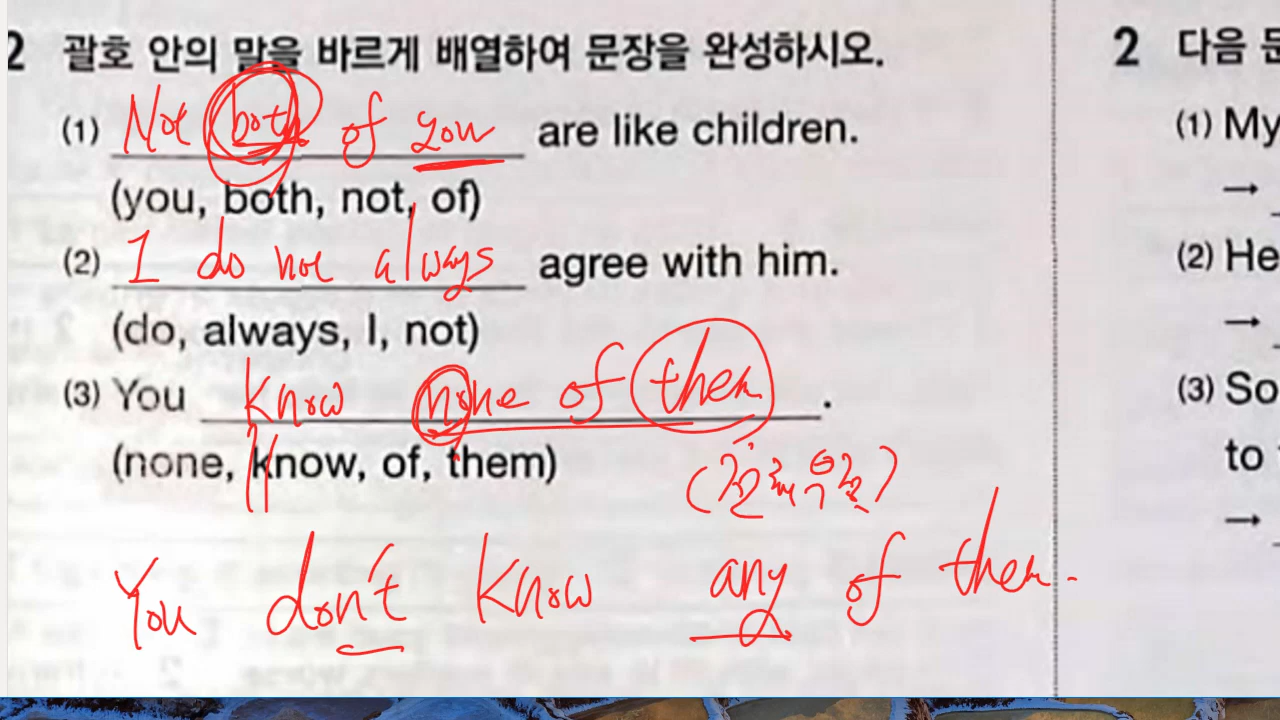 2 괄호 안의 말을 바르게 배열하여 문장을 완성하시오.
(1) Not both of you are like children.
(you, both, not, of)
(2) I do not always agree with him.
(do, always, I, not)
(3) You know none of them.
(none, know, of, them)
You don't know any of them.
2 다음
(1) My
→
(2) He
→
(3) So
to
→